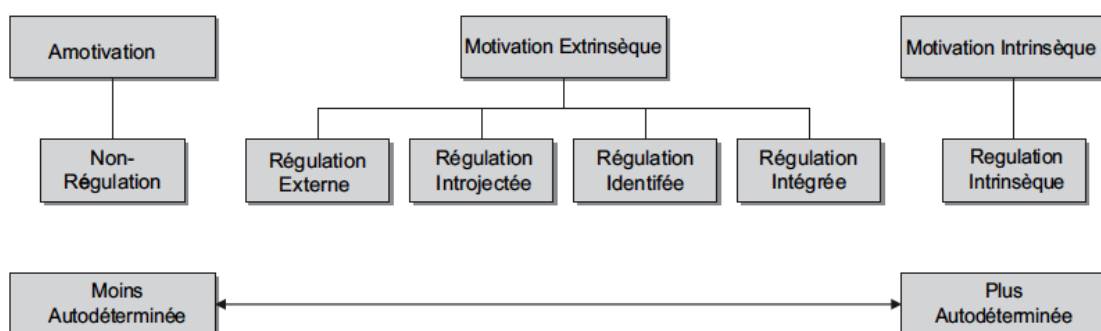 Amotivation
Motivation Extrinsèque
Motivation Intrinsèque
Non-
Régulation
Régulation
Externe
Régulation
Introjectée
Régulation
Identifée
Régulation
Intégrée
Regulation
Intrinsèque
Moins
Autodéterminée
Plus
Autodéterminée